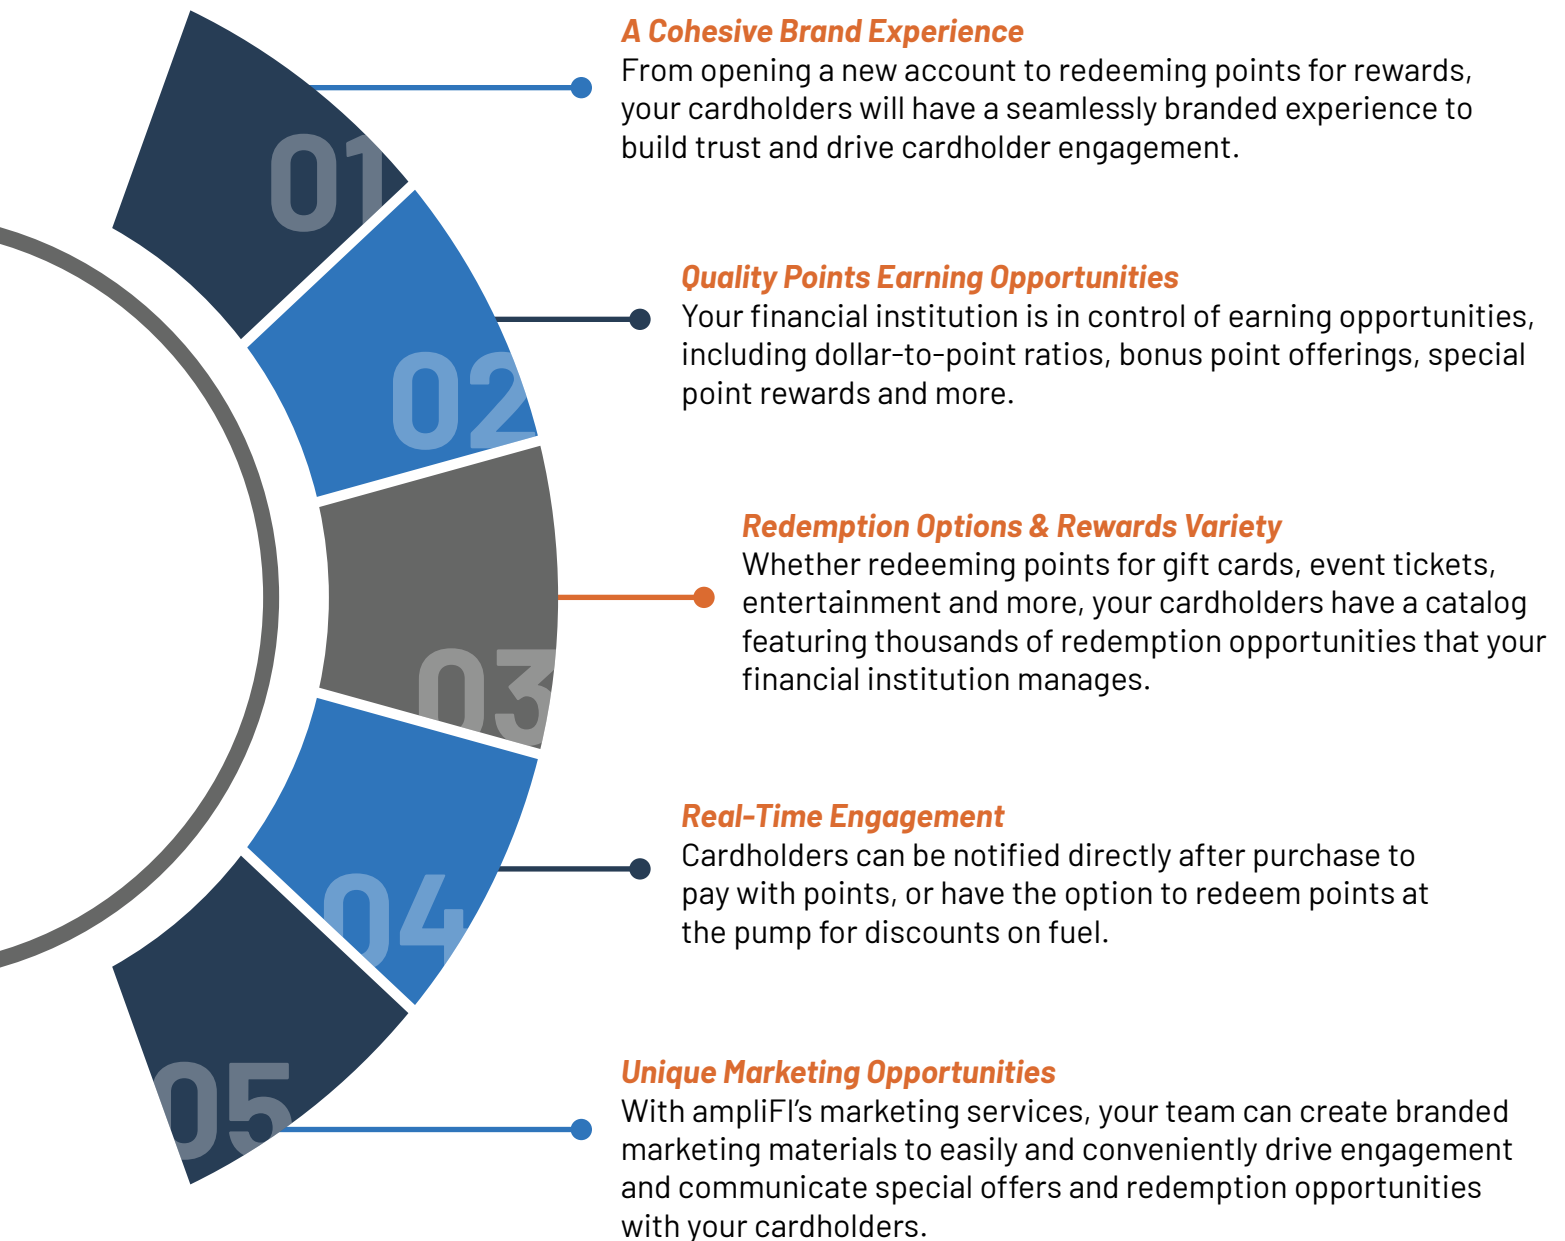 01
A Cohesive Brand Experience
From opening a new account to redeeming points for rewards,
your cardholders will have a seamlessly branded experience to
build trust and drive cardholder engagement.
02
Quality Points Earning Opportunities
Your financial institution is in control of earning opportunities,
including dollar-to-point ratios, bonus point offerings, special
point rewards and more.
03
Redemption Options & Rewards Variety
Whether redeeming points for gift cards, event tickets,
entertainment and more, your cardholders have a catalog
featuring thousands of redemption opportunities that your
financial institution manages.
04
Real-Time Engagement
Cardholders can be notified directly after purchase to
pay with points, or have the option to redeem points at
the pump for discounts on fuel.
05
Unique Marketing Opportunities
With ampliFI’s marketing services, your team can create branded
marketing materials to easily and conveniently drive engagement
and communicate special offers and redemption opportunities
with your cardholders.